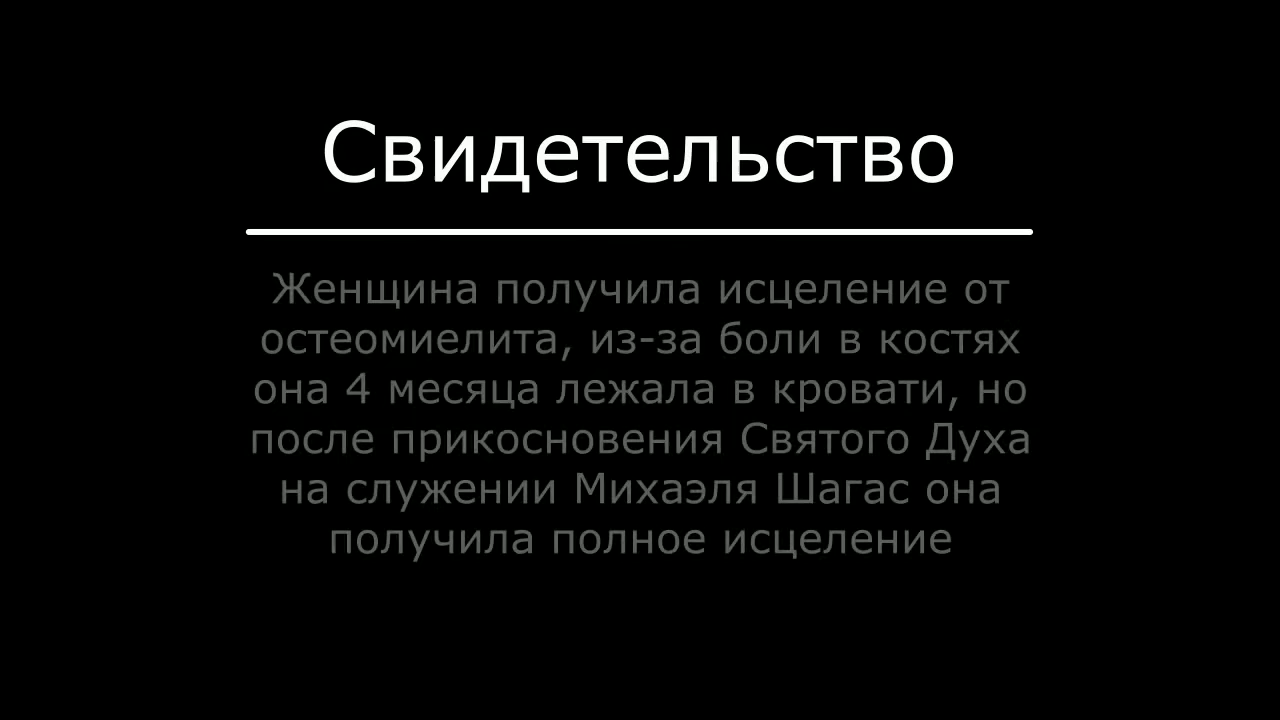 Свидетельство
Женщина получила исцеление от
остеомиелита, из-за боли в костях
она 4 месяца лежала в кровати, но
после прикосновения Святого Духа
на служении Михаэля Шагас она
получила полное исцеление